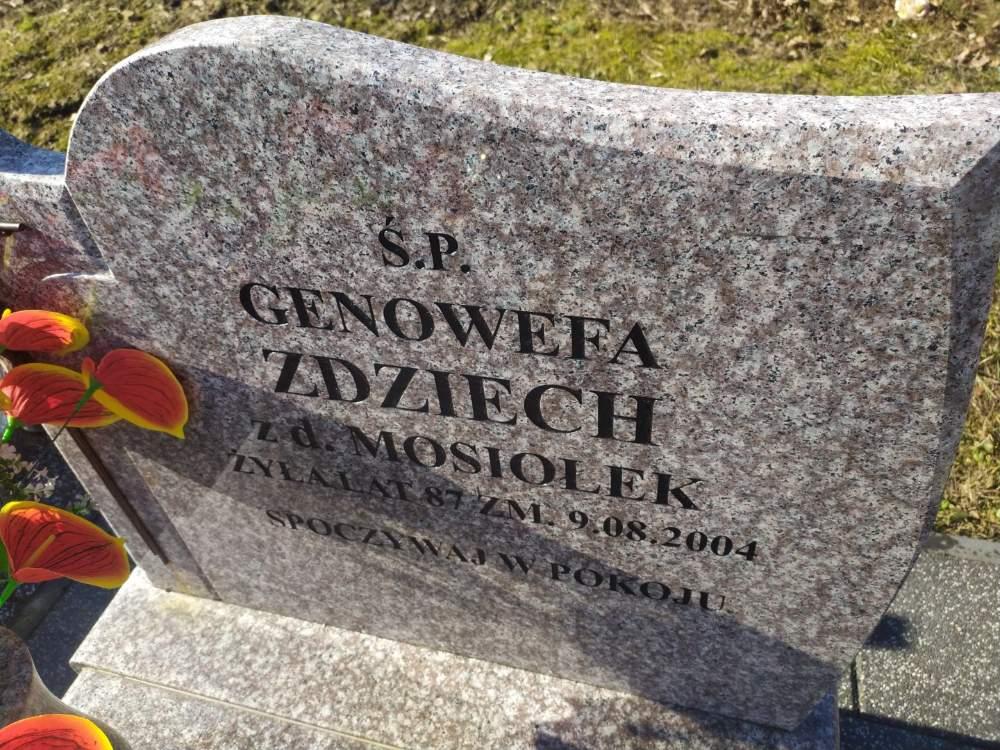 Ś.P.
GENOWEFA
ZDZIECH
z d. MOSIOŁEK
ŻYŁA LAT 87 ZM. 9.08.2004
SPOCZYWAJ W POKOJU